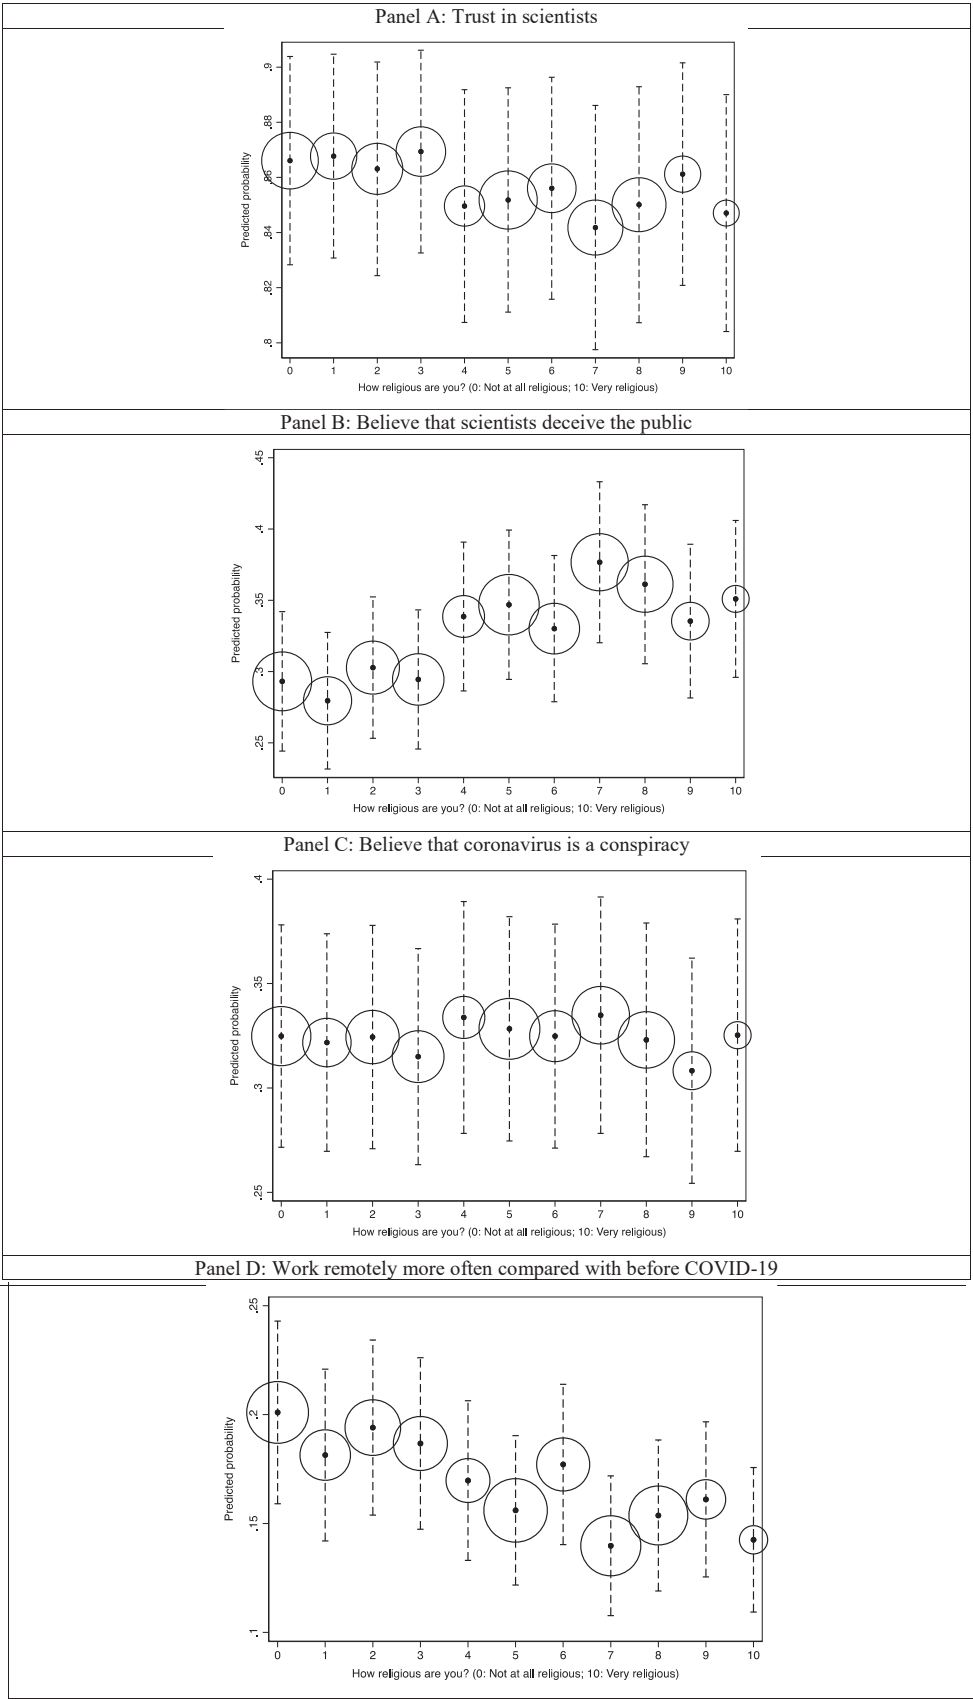 Panel A: Trust in scientists
Predicted probability
.9
.88
.86
.84
.82
.8
0 1 2 3 4 5 6 7 8 9 10
How religious are you? (0: Not at all religious; 10: Very religious)
Panel B: Believe that scientists deceive the public
Predicted probability
.45
.4
.35
.3
.25
0 1 2 3 4 5 6 7 8 9 10
How religious are you? (0: Not at all religious; 10: Very religious)
Panel C: Believe that coronavirus is a conspiracy
Predicted probability
.4
.35
.3
.25
0 1 2 3 4 5 6 7 8 9 10
How religious are you? (0: Not at all religious; 10: Very religious)
Panel D: Work remotely more often compared with before COVID-19
Predicted probability
.25
.2
.15
.1
0 1 2 3 4 5 6 7 8 9 10
How religious are you? (0: Not at all religious; 10: Very religious)